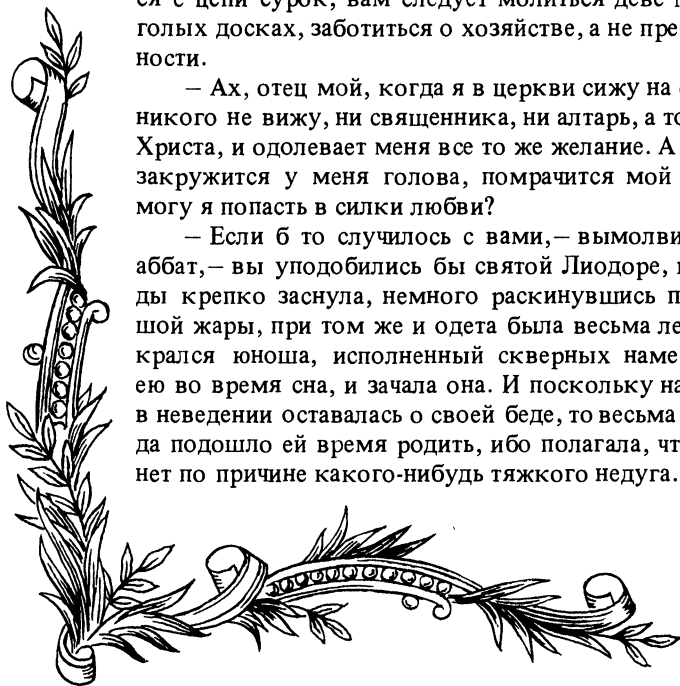 ся с цепи сурок, вам следует молиться деве
голых досках, заботиться о хозяйстве, а не пре
ности.
— Ах, отец мой, когда я в церкви сижу на
никого не вижу, ни священника, ни алтарь, а то
Христа, и одолевает меня все то же желание. А
закружится у меня голова, помрачится мой
могу я попасть в силки любви?
— Если б то случилось с вами,— вымолви
аббат,— вы уподобились бы святой Лиодоре,
ды крепко заснула, немного раскинувшись п
шой жары, при том же и одета была весьма ле
крался юноша, исполненный скверных наме
ею во время сна, и зачала она. И поскольку на
в неведении оставалась о своей беде, то весьма
да подошло ей время родить, ибо полагала, чт
нет по причине какого-нибудь тяжкого недуга.